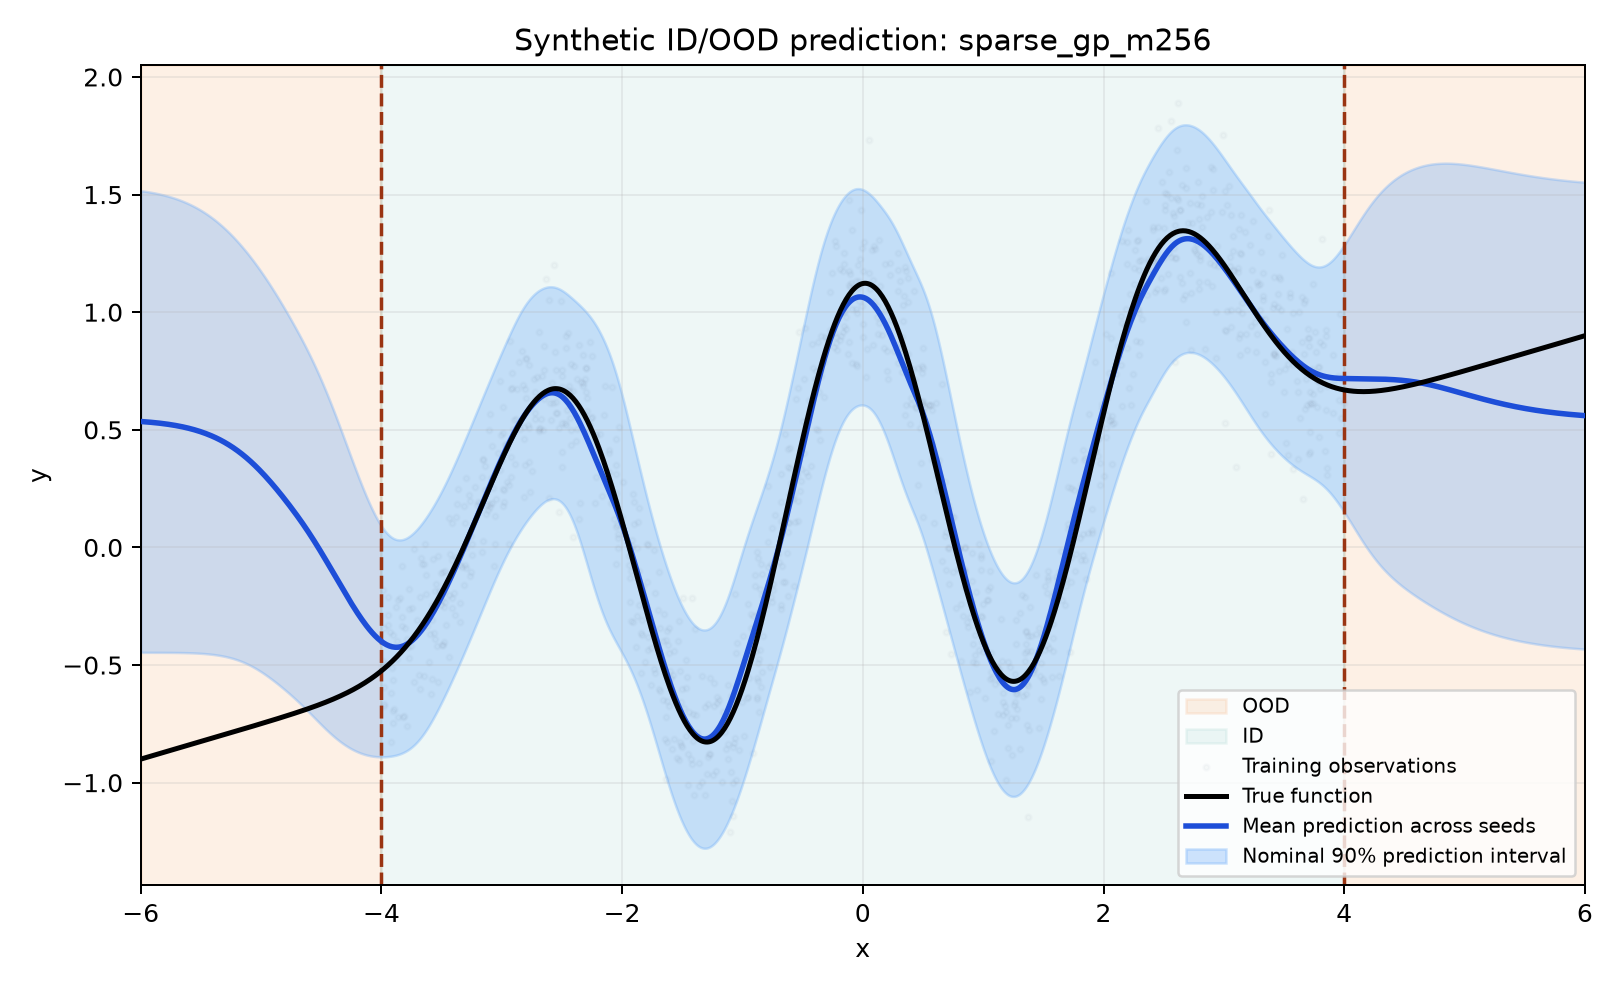 Synthetic ID/OOD prediction: sparse_gp_m256
y
2.0
1.5
1.0
0.5
0.0
−0.5
−1.0
OOD
ID
Training observations
True function
Mean prediction across seeds
Nominal 90% prediction interval
−6
−4
−2
0
2
4
6
x